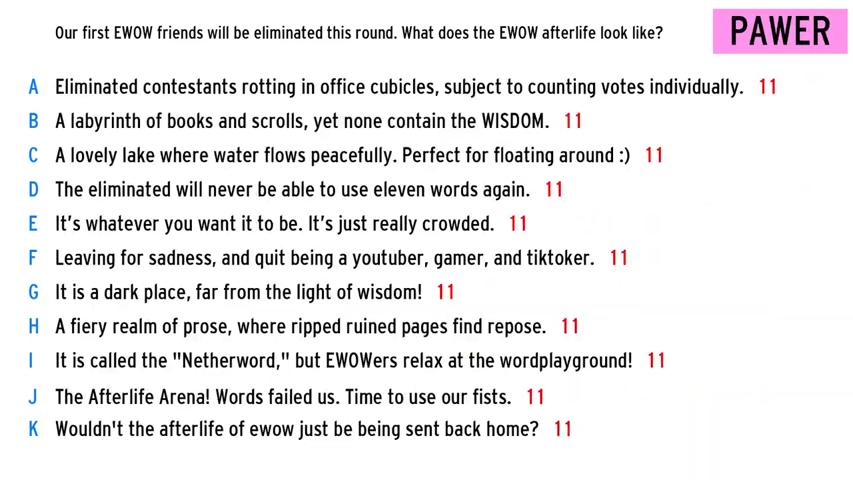 Our first EWOW friends will be eliminated this round. What does the EWOW afterlife look like?
PAWER
A Eliminated contestants rotting in office cubicles, subject to counting votes individually. 11
B A labyrinth of books and scrolls, yet none contain the WISDOM. 11
C A lovely lake where water flows peacefully. Perfect for floating around :) 11
D The eliminated will never be able to use eleven words again. 11
E It's whatever you want it to be. It's just really crowded. 11
F Leaving for sadness, and quit being a youtuber, gamer, and tiktoker. 11
G It is a dark place, far from the light of wisdom! 11
H A fiery realm of prose, where ripped ruined pages find repose. 11
I It is called the "Netherword," but EWOWers relax at the wordplayground! 11
J The Afterlife Arena! Words failed us. Time to use our fists. 11
K Wouldn't the afterlife of ewow just be being sent back home? 11